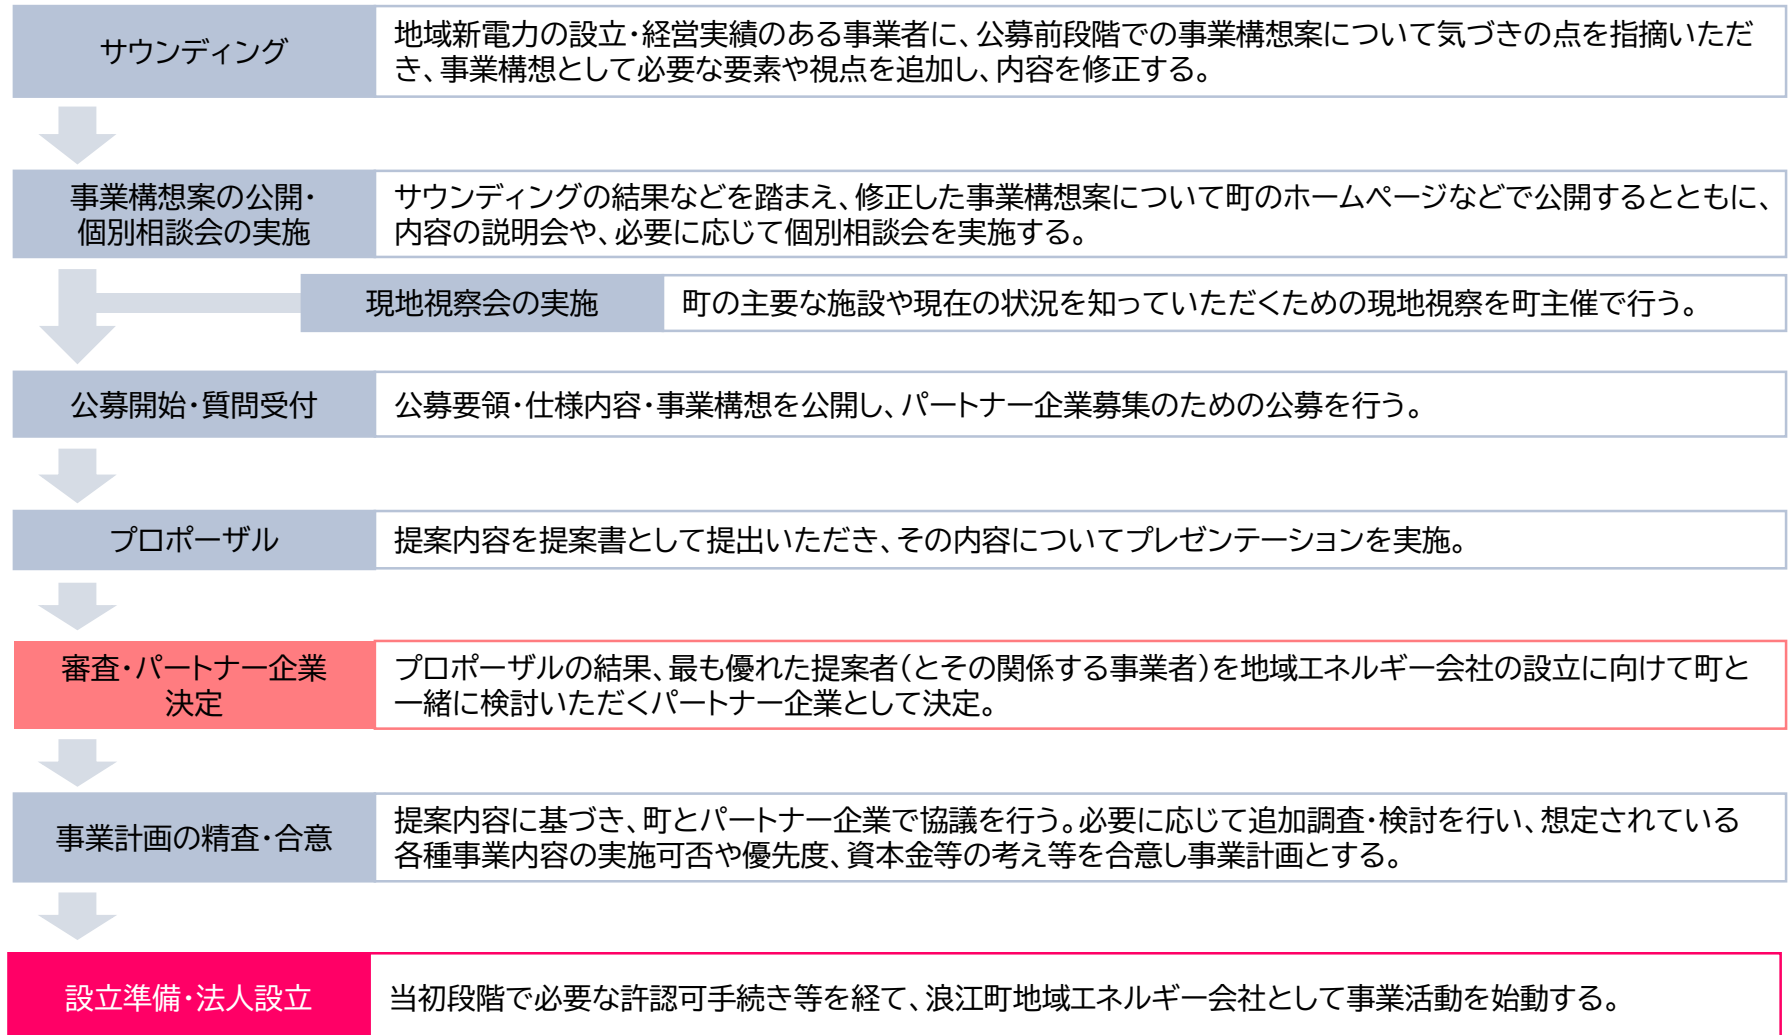 サウンディング
地域新電力の設立・経営実績のある事業者に、公募前段階での事業構想案について気づきの点を指摘いただ
き、事業構想として必要な要素や視点を追加し、内容を修正する。
事業構想案の公開・
個別相談会の実施
サウンディングの結果などを踏まえ、修正した事業構想案について町のホームページなどで公開するとともに、
内容の説明会や、必要に応じて個別相談会を実施する。
現地視察会の実施
町の主要な施設や現在の状況を知っていただくための現地視察を町主催で行う。
公募開始・質問受付
公募要領・仕様内容・事業構想を公開し、パートナー企業募集のための公募を行う。
プロポーザル
提案内容を提案書として提出いただき、その内容についてプレゼンテーションを実施。
審査・パートナー企業
決定
プロポーザルの結果、最も優れた提案者（とその関係する事業者）を地域エネルギー会社の設立に向けて町と
一緒に検討いただくパートナー企業として決定。
事業計画の精査・合意
提案内容に基づき、町とパートナー企業で協議を行う。必要に応じて追加調査・検討を行い、想定されている
各種事業内容の実施可否や優先度、資本金等の考え等を合意し事業計画とする。
設立準備・法人設立
当初段階で必要な許認可手続き等を経て、浪江町地域エネルギー会社として事業活動を始動する。